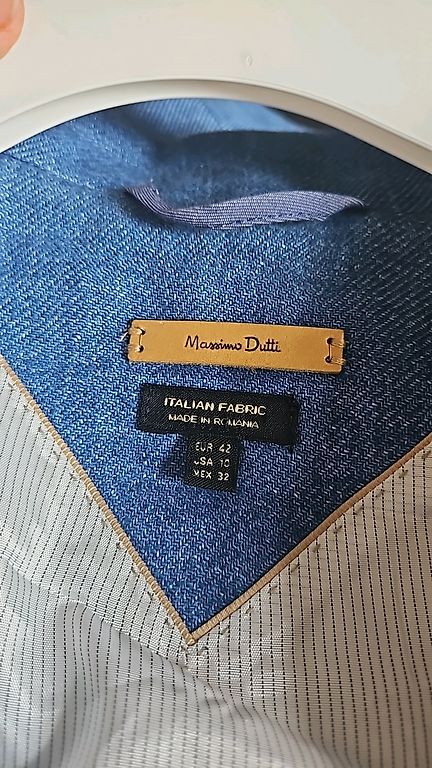 Massimo Dutti
ITALIAN FABRIC
MADE IN ROMANIA
EUR 42
USA 10
MEX 32